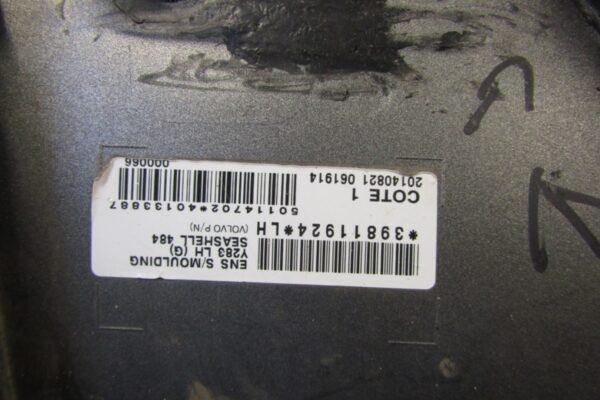 ENS S/MOULDING
Y283 LH (G)
SEASHELL 484
(VOLVO P/N)
*39811924*LH
50114702*40133887
COTE 1
20140821 061914
000066